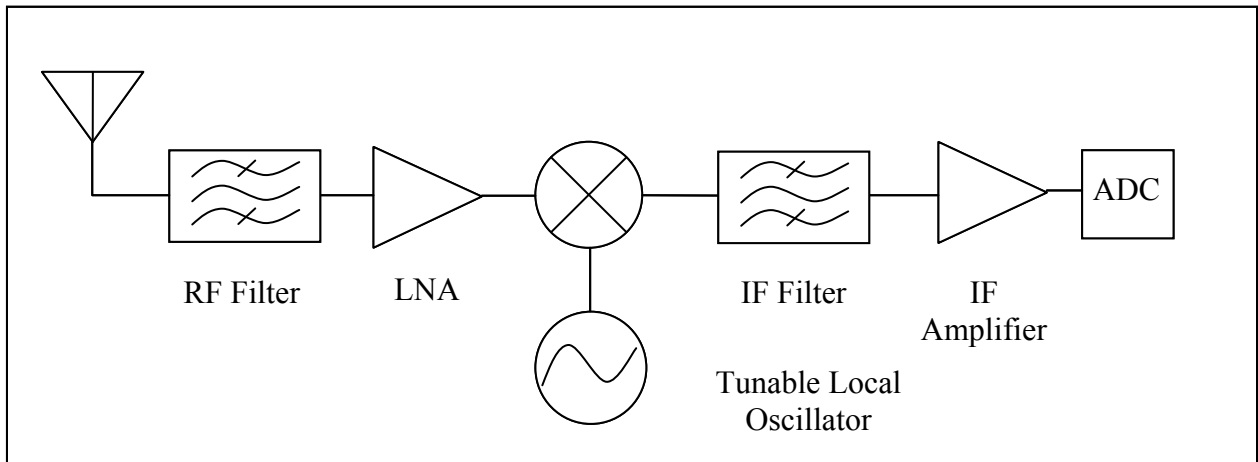 ADC
RF Filter
LNA
IF Filter
IF
Amplifier
Tunable Local
Oscillator